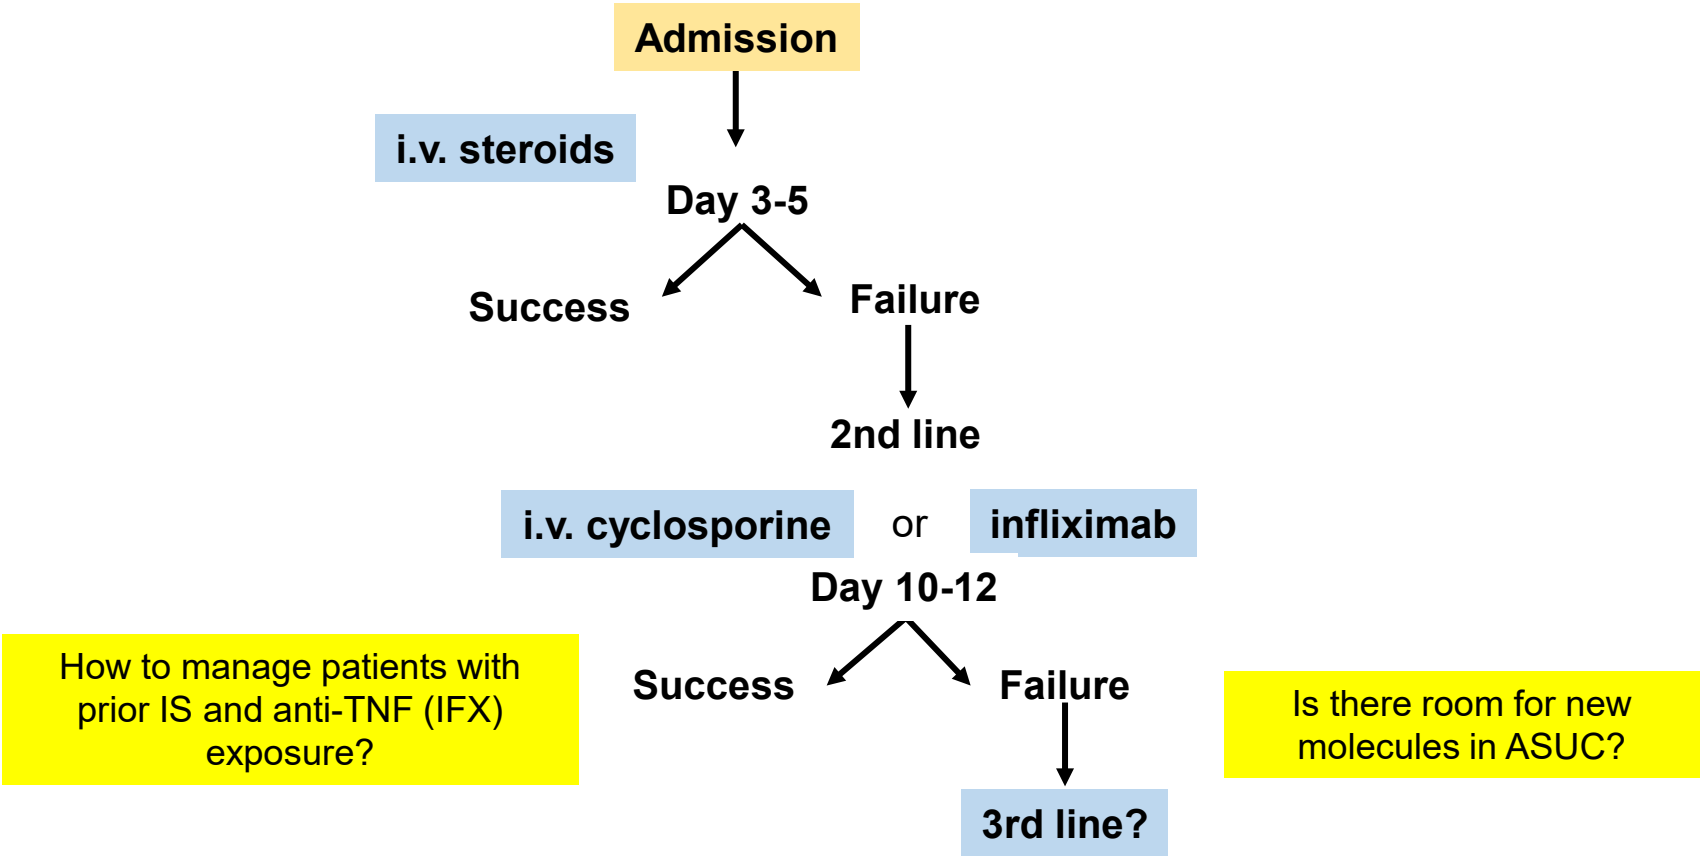 Admission
i.v. steroids
Day 3-5
Success
Failure
2nd line
i.v. cyclosporine or infliximab
Day 10-12
How to manage patients with
prior IS and anti-TNF (IFX)
exposure?
Success
Failure
Is there room for new
molecules in ASUC?
3rd line?